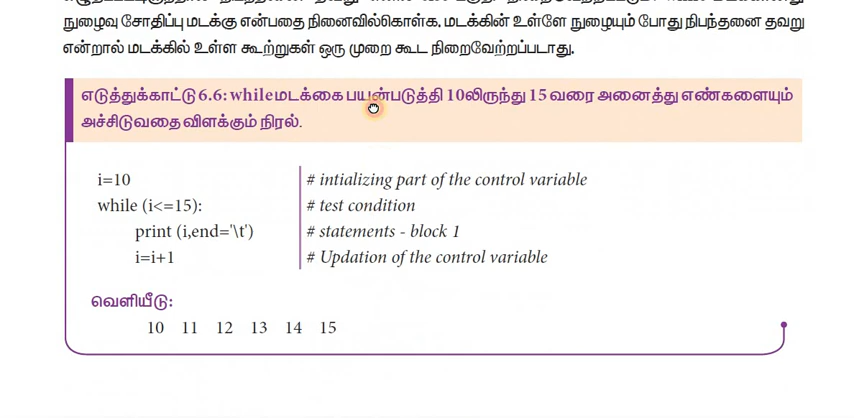 நுழைவு சோதிப்பு மடக்கு என்பதை நினைவில்கொள்க, மடக்கின் உள்ளே நுழையும் போது நிபந்தனை தவறு
என்றால் மடக்கில் உள்ள கூற்றுகள் ஒரு முறை கூட நிறைவேற்றப்படாது.
எடுத்துக்காட்டு 6.6: while மடக்கை பயன்படுத்தி 10லிருந்து 15 வரை அனைத்து எண்களையும்
அச்சிடுவதை விளக்கும் நிரல்.
i=10 # intializing part of the control variable
while (i<=15): # test condition
print (i,end='\t') # statements - block 1
i=i+1 # Updation of the control variable
வெளியீடு:
10 11 12 13 14 15